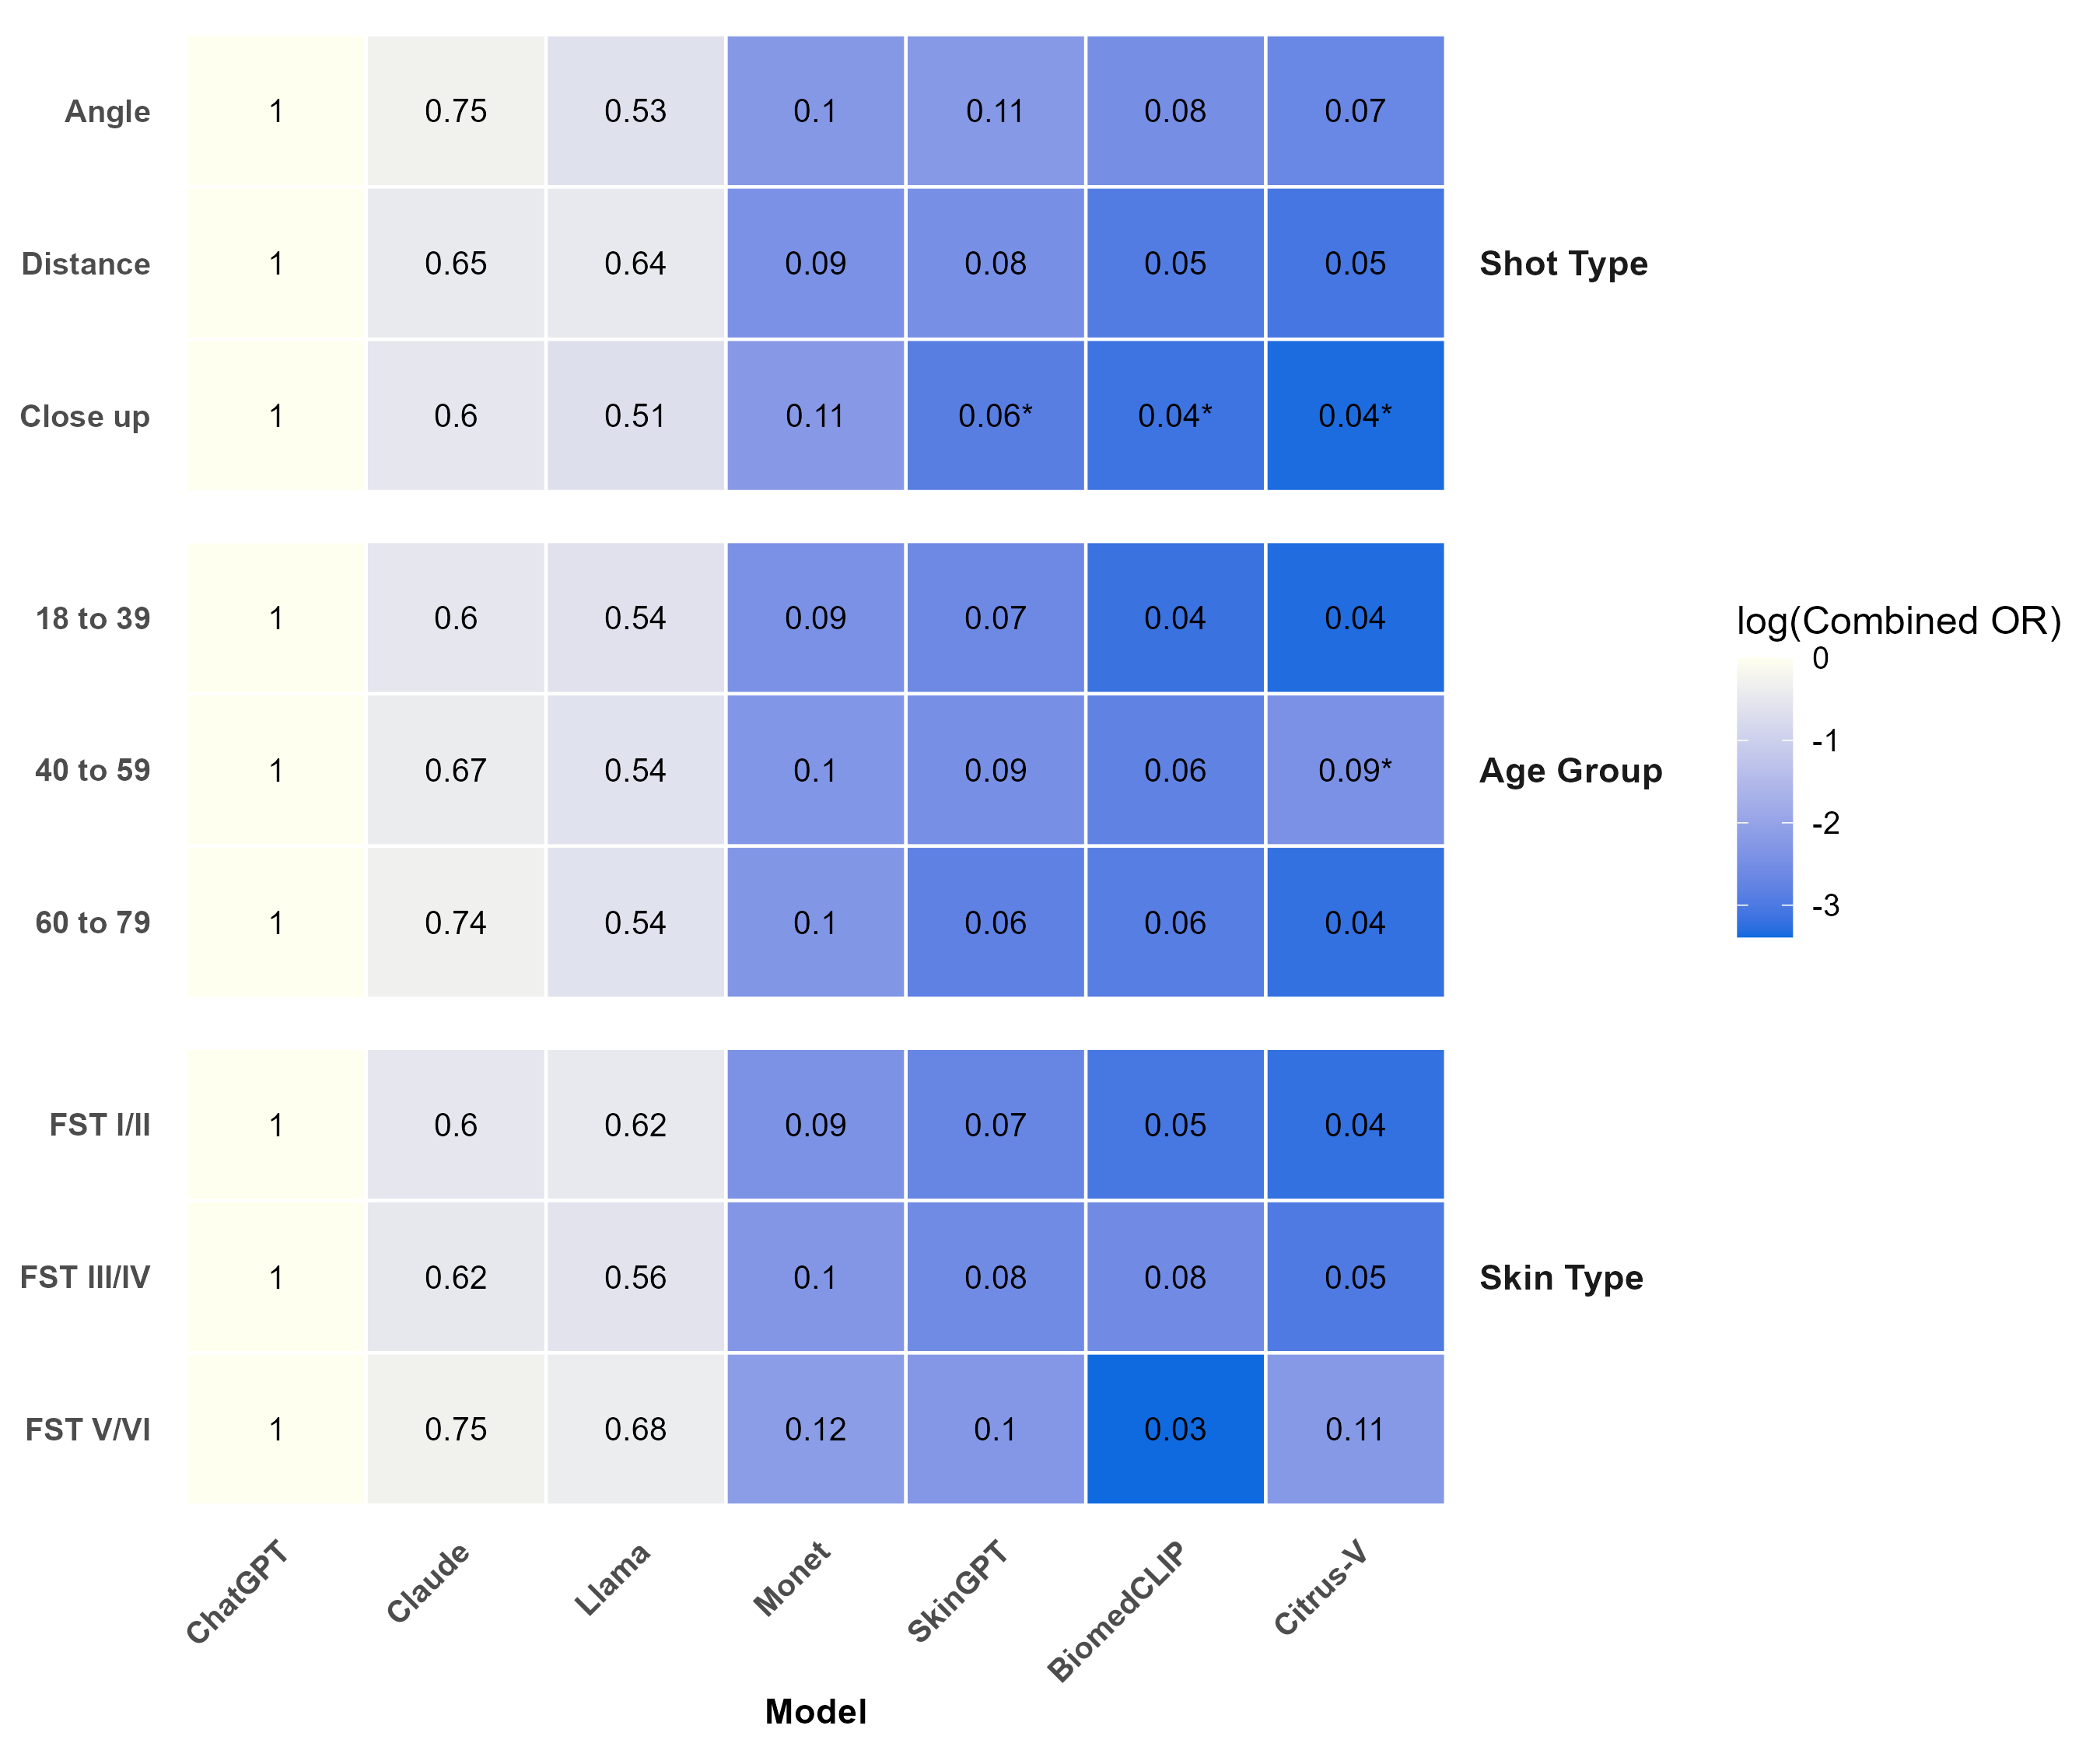 Angle 1 0.75 0.53 0.1 0.11 0.08 0.07
Distance 1 0.65 0.64 0.09 0.08 0.05 0.05 Shot Type
Close up 1 0.6 0.51 0.11 0.06* 0.04* 0.04*
18 to 39 1 0.6 0.54 0.09 0.07 0.04 0.04
40 to 59 1 0.67 0.54 0.1 0.09 0.06 0.09* Age Group
60 to 79 1 0.74 0.54 0.1 0.06 0.06 0.04
FST I/II 1 0.6 0.62 0.09 0.07 0.05 0.04
FST III/IV 1 0.62 0.56 0.1 0.08 0.08 0.05 Skin Type
FST V/VI 1 0.75 0.68 0.12 0.1 0.03 0.11
ChatGPT Claude Llama Monet SkinGPT BiomedCLIP Citrus-V
Model
log(Combined OR)
0
-1
-2
-3